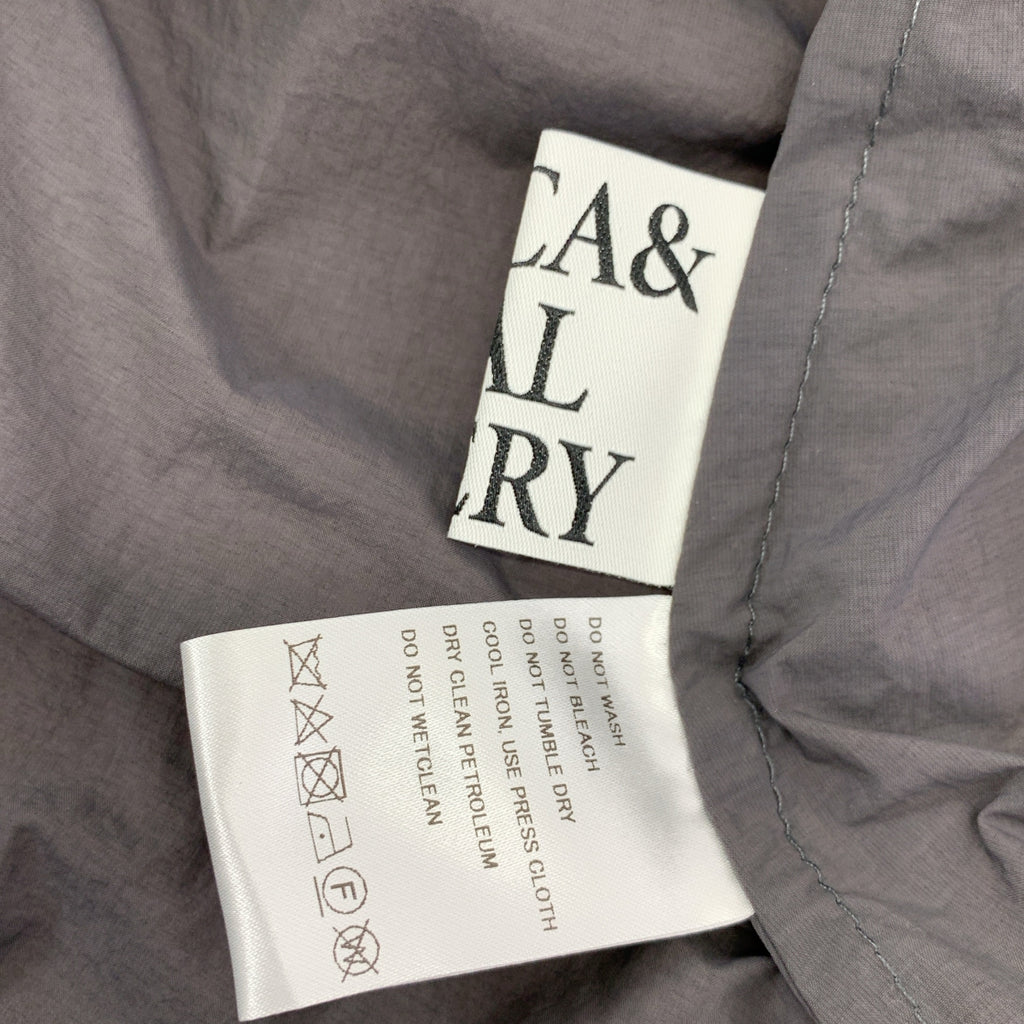 CA&
AL
ERY
DO NOT WASH
DO NOT BLEACH
DO NOT TUMBLE DRY
COOL IRON, USE PRESS CLOTH
DRY CLEAN PETROLEUM
DO NOT WETCLEAN
F
W